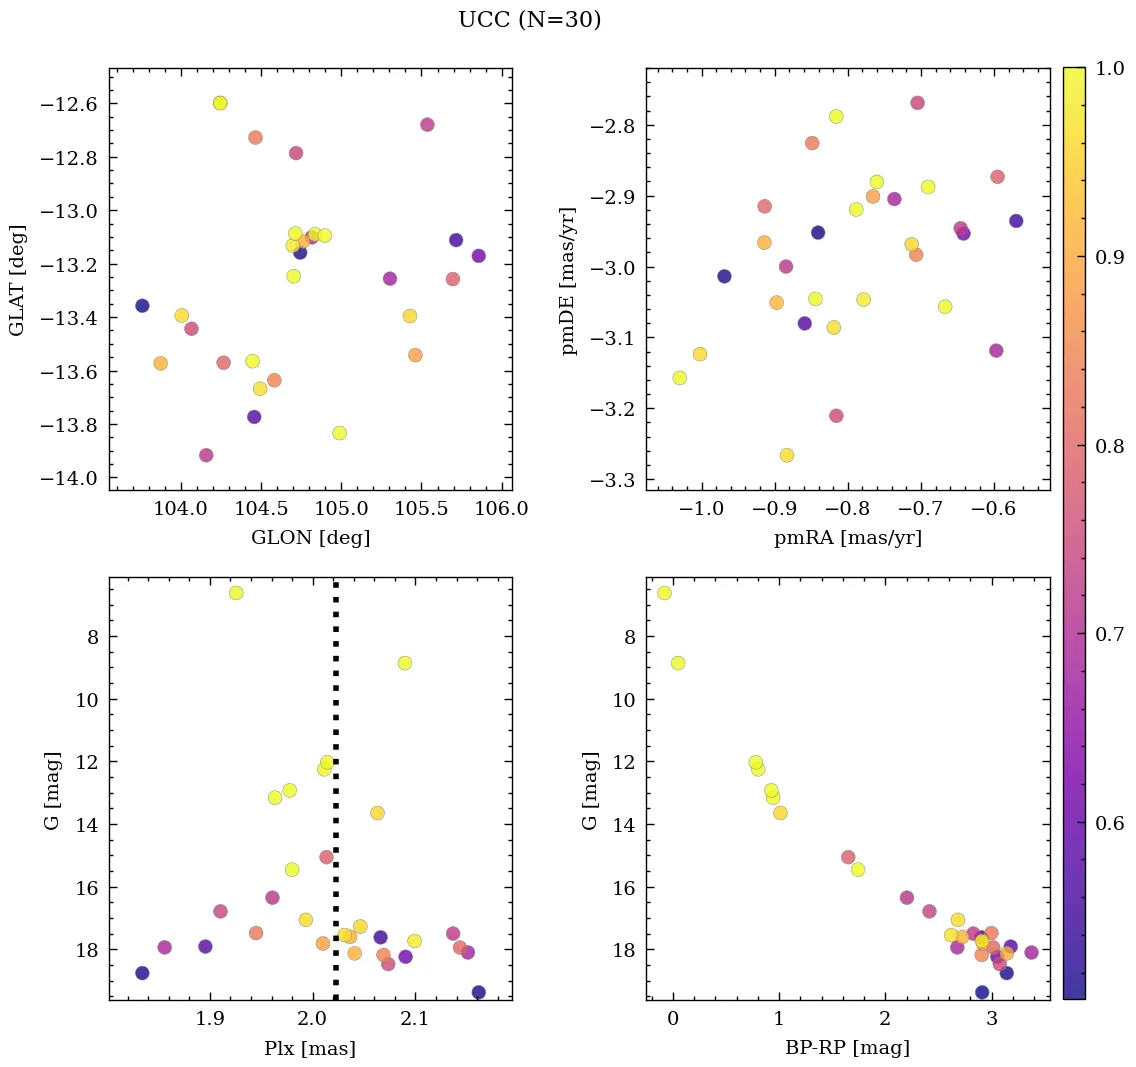 UCC (N=30)
−12.6
−12.8
−13.0
−13.2
−13.4
−13.6
−13.8
−14.0
GLAT [deg]
104.0 104.5 105.0 105.5 106.0
GLON [deg]
−2.8
−2.9
−3.0
−3.1
−3.2
−3.3
pmDE [mas/yr]
−1.0 −0.9 −0.8 −0.7 −0.6
pmRA [mas/yr]
8
10
12
14
16
18
G [mag]
1.9 2.0 2.1
Plx [mas]
8
10
12
14
16
18
G [mag]
0 1 2 3
BP-RP [mag]
1.0
0.9
0.8
0.7
0.6